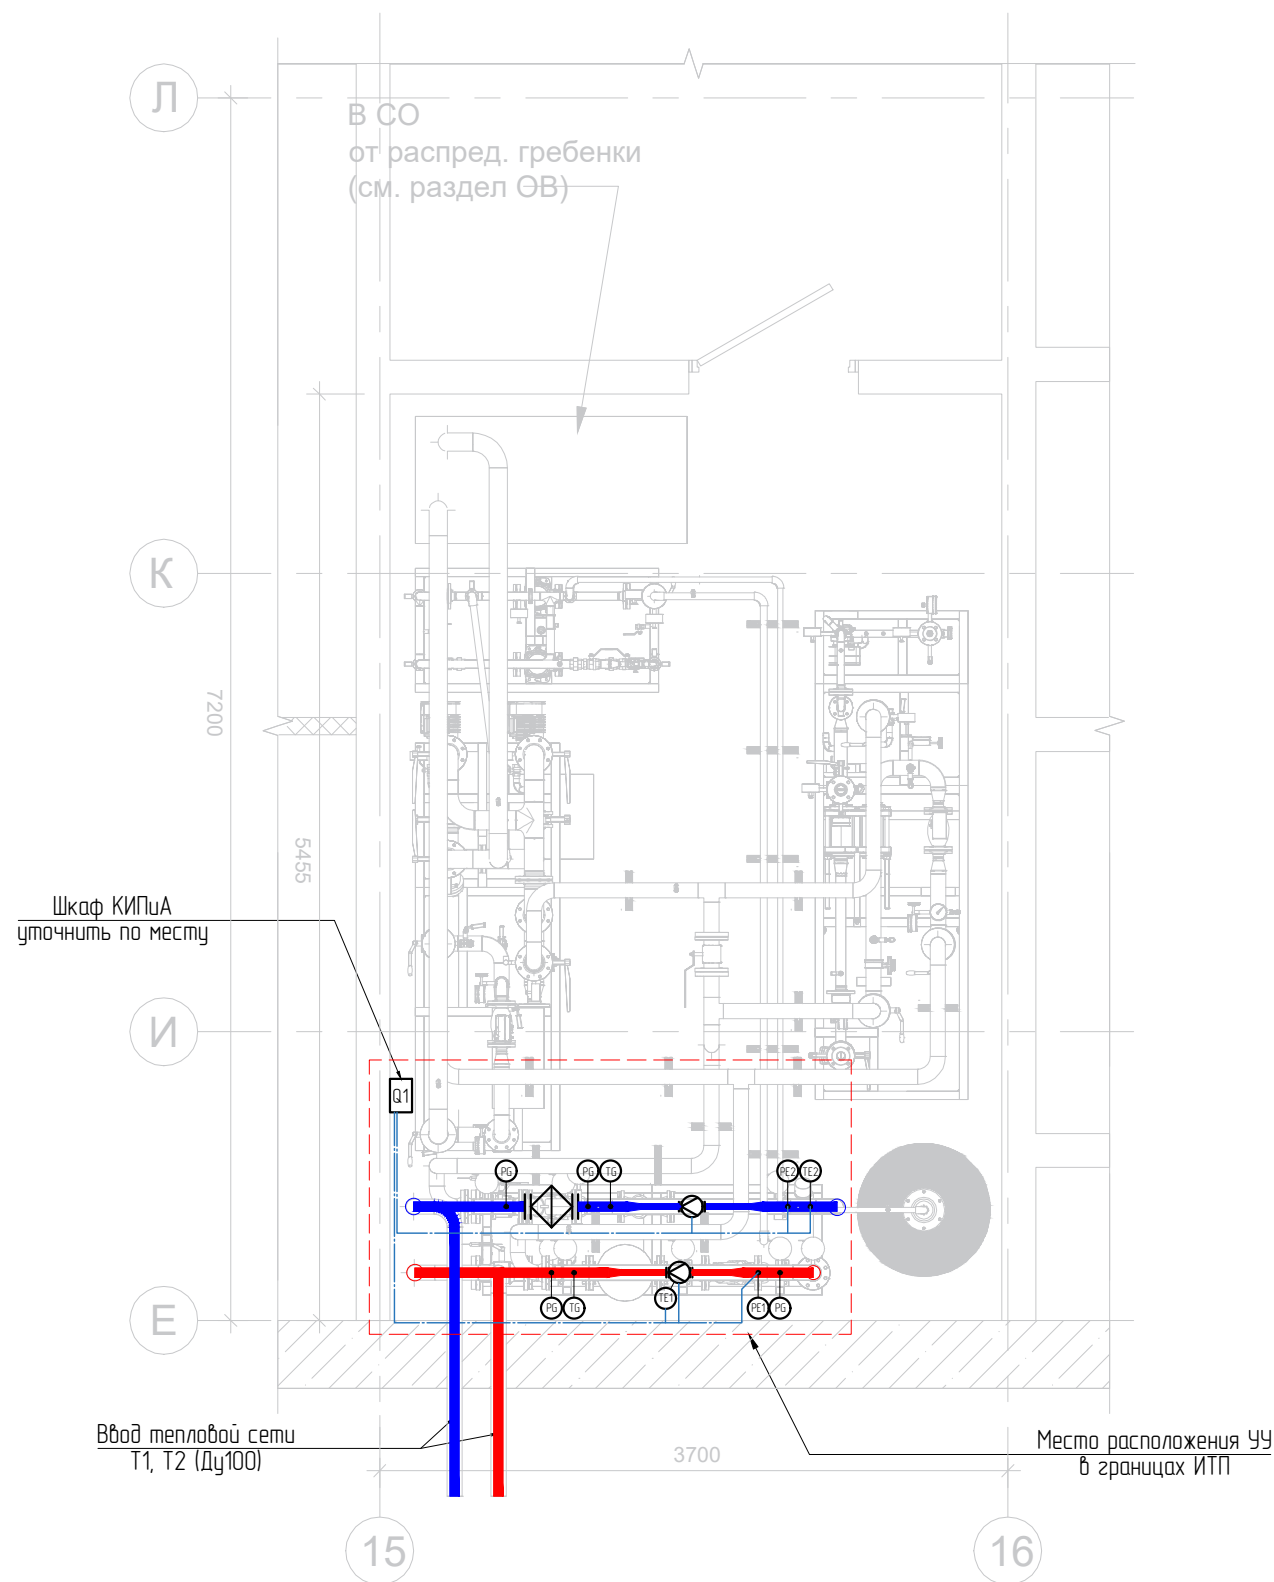 Л
В СО
от распред. гребенки
(см. раздел ОВ)
К
7200
5455
Шкаф КИПиА
уточнить по месту
И
Q1
PG
PG
TG
PE2
TE2
TE1
PG
TG
PE1
PG
Е
Ввод тепловой сети
Т1, Т2 (Ду100)
3700
Место расположения УУ
в границах ИТП
15
16